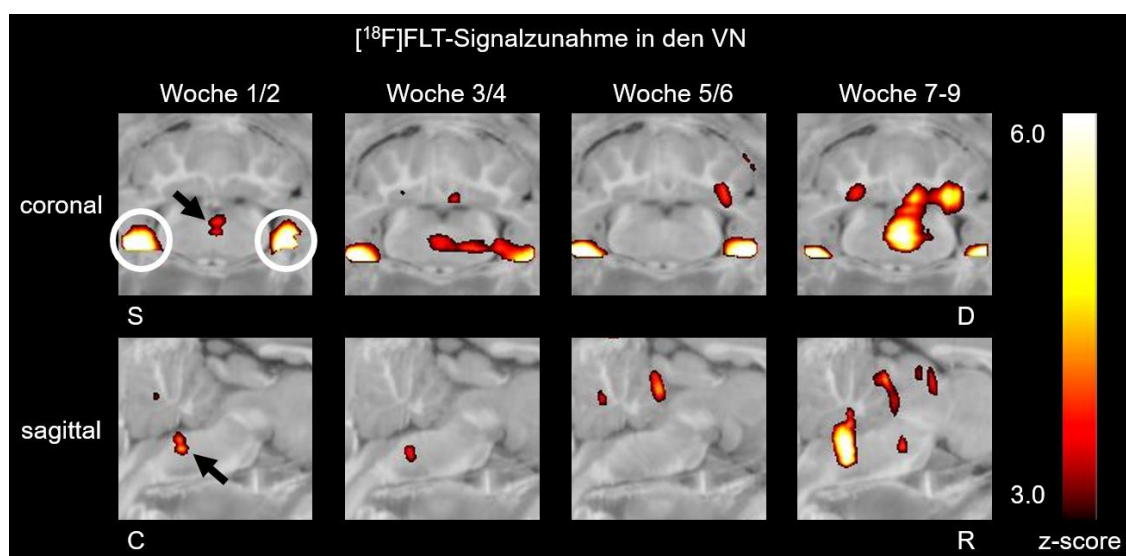 [¹⁸F]FLT-Signalzunahme in den VN
Woche 1/2 Woche 3/4 Woche 5/6 Woche 7-9
6.0
coronal
S D
sagittal
3.0
C R z-score